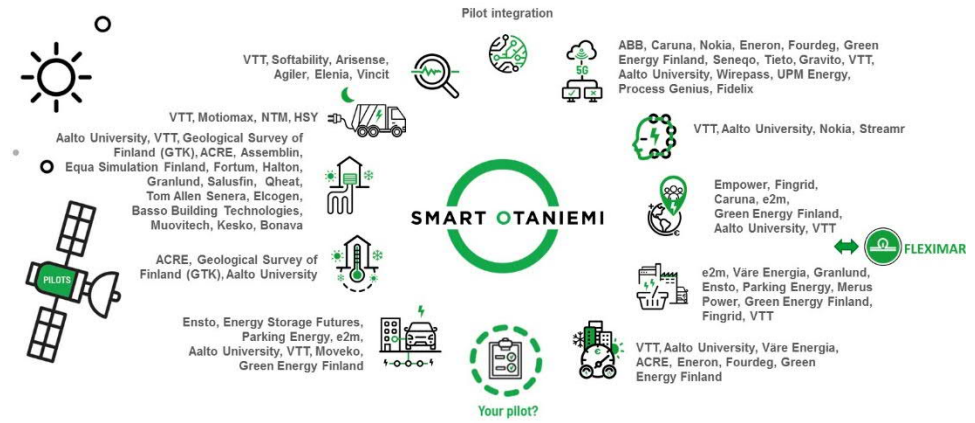 Pilot integration
VTT, Softability, Arisense,
Agiler, Elenia, Vincit
ABB, Caruna, Nokia, Eneron, Fourdeg, Green
Energy Finland, Seneqo, Tieto, Gravito, VTT,
Aalto University, Wirepass, UPM Energy,
Process Genius, Fidelix
5G
VTT, Motiomax, NTM, HSY
VTT, Aalto University, Nokia, Streamr
Aalto University, VTT, Geological Survey of
Finland (GTK), ACRE, Assemblin,
Equa Simulation Finland, Fortum, Halton,
Granlund, Salusfin, Qheat,
Tom Allen Senera, Elcogen,
Basso Building Technologies,
Muovitech, Kesko, Bonava
SMART OTANIEMI
Empower, Fingrid,
Caruna, e2m,
Green Energy Finland,
Aalto University, VTT
FLEXIMAR
PILOTS
ACRE, Geological Survey of
Finland (GTK), Aalto University
e2m, Väre Energia, Granlund,
Ensto, Parking Energy, Merus
Power, Green Energy Finland,
Fingrid, VTT
Ensto, Energy Storage Futures,
Parking Energy, e2m,
Aalto University, VTT, Moveko,
Green Energy Finland
VTT, Aalto University, Väre Energia,
ACRE, Eneron, Fourdeg, Green
Energy Finland
Your pilot?